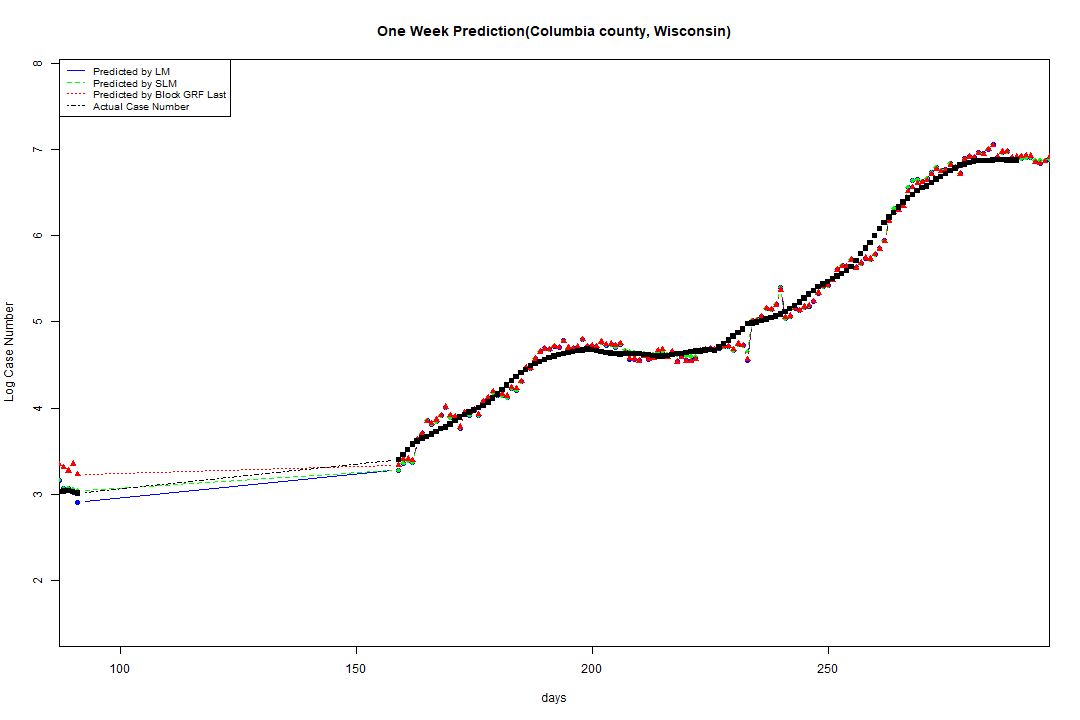 One Week Prediction(Columbia county, Wisconsin)
Predicted by LM
Predicted by SLM
Predicted by Block GRF Last
Actual Case Number
8
7
6
5
4
3
2
Log Case Number
100 150 200 250
days